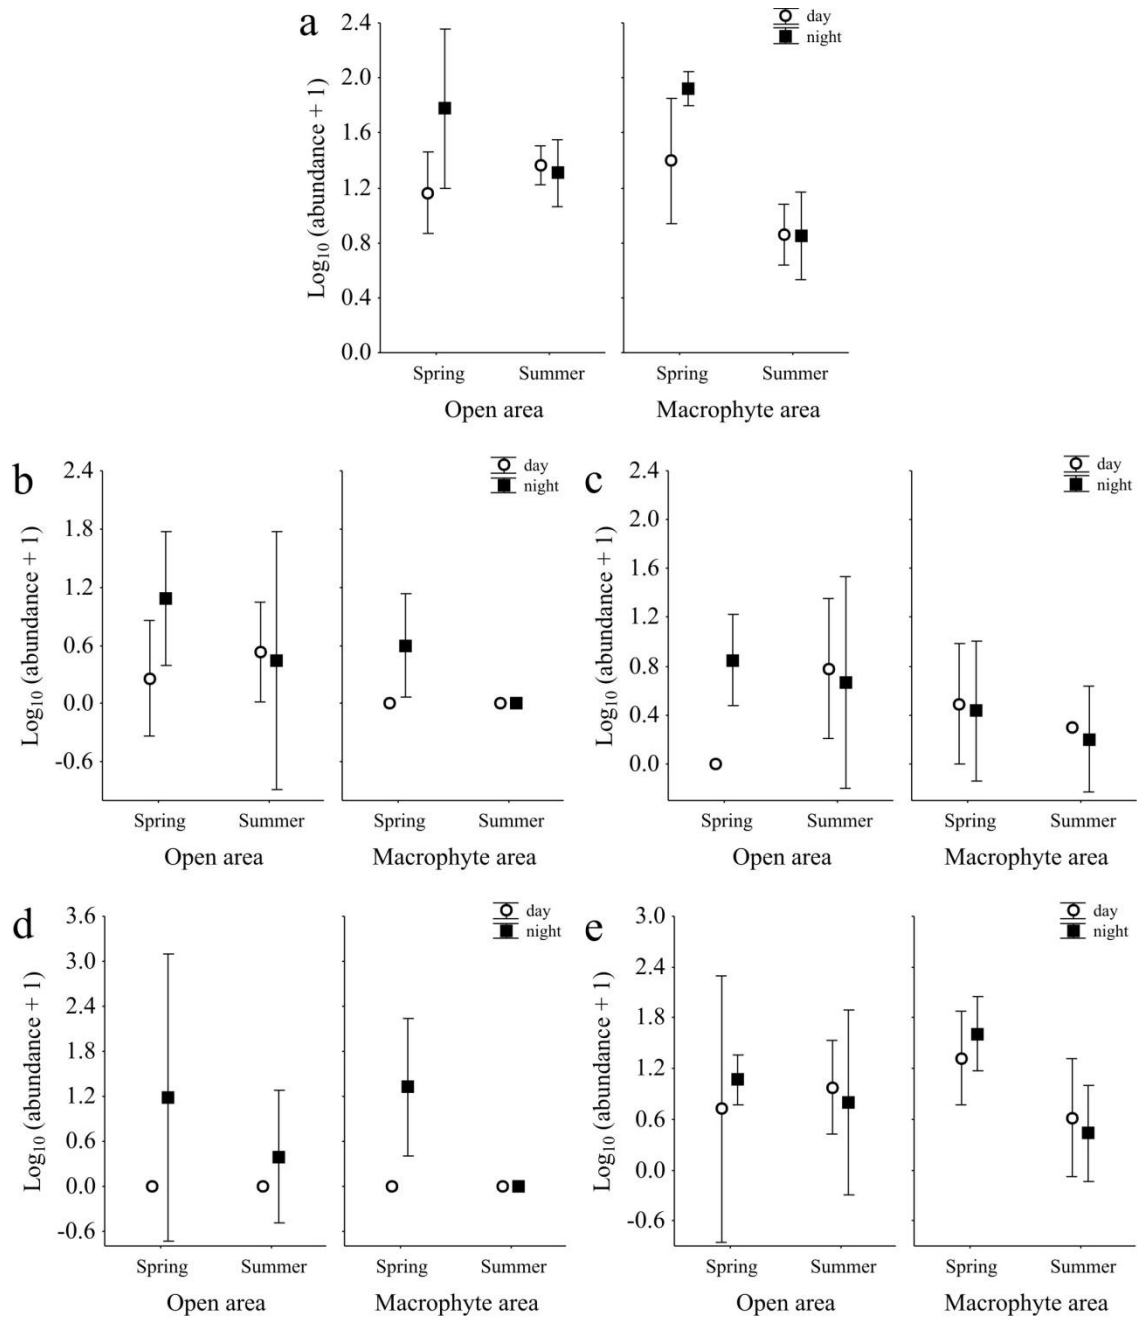 a
day
night
Log₁₀ (abundance + 1)
2.4
2.0
1.6
1.2
0.8
0.4
0.0
Spring Summer Spring Summer
Open area Macrophyte area
b
day
night
Log₁₀ (abundance + 1)
2.4
1.8
1.2
0.6
0.0
-0.6
Spring Summer Spring Summer
Open area Macrophyte area
c
day
night
Log₁₀ (abundance + 1)
2.4
2.0
1.6
1.2
0.8
0.4
0.0
Spring Summer Spring Summer
Open area Macrophyte area
d
day
night
Log₁₀ (abundance + 1)
3.6
3.0
2.4
1.8
1.2
0.6
0.0
-0.6
Spring Summer Spring Summer
Open area Macrophyte area
e
day
night
Log₁₀ (abundance + 1)
3.0
2.4
1.8
1.2
0.6
0.0
-0.6
Spring Summer Spring Summer
Open area Macrophyte area